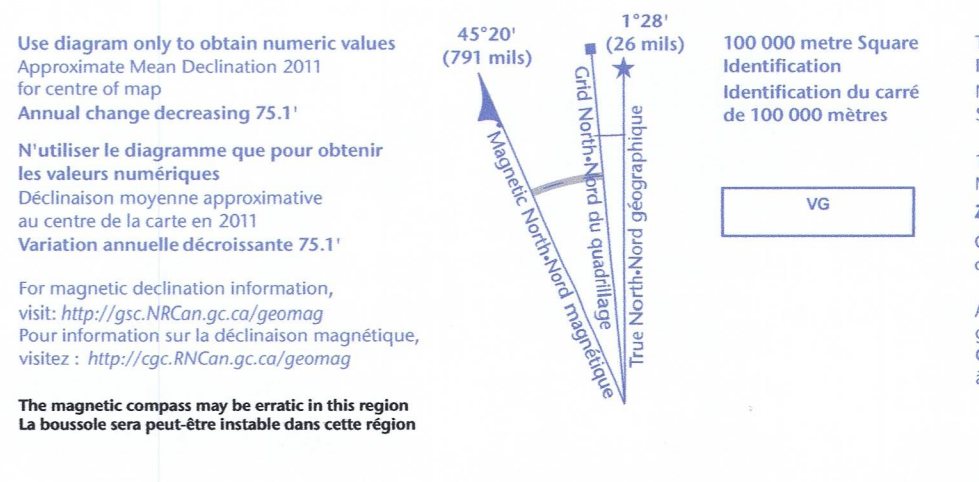 Use diagram only to obtain numeric values
Approximate Mean Declination 2011
for centre of map
Annual change decreasing 75.1'
N'utiliser le diagramme que pour obtenir
les valeurs numériques
Déclinaison moyenne approximative
au centre de la carte en 2011
Variation annuelle décroissante 75.1'
For magnetic declination information,
visit: http://gsc.NRCan.gc.ca/geomag
Pour information sur la déclinaison magnétique,
visitez : http://cgc.RNCan.gc.ca/geomag
The magnetic compass may be erratic in this region
La boussole sera peut-être instable dans cette région
45°20'
(791 mils)
1°28'
(26 mils)
Magnetic North•Nord magnétique
Grid North•Nord du quadrillage
True North•Nord géographique
100 000 metre Square
Identification
Identification du carré
de 100 000 mètres
VG